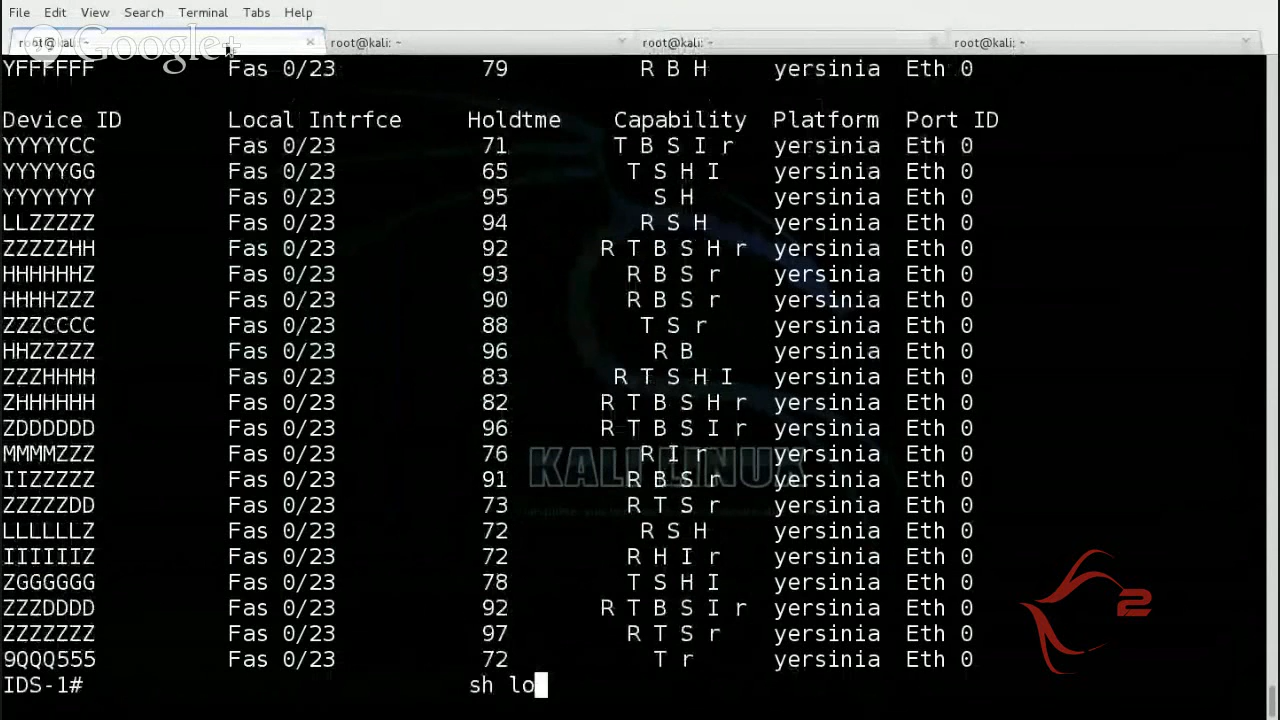 File Edit View Search Terminal Tabs Help
root@kali: ~ root@kali: ~ root@kali: ~ root@kali: ~
Google+
YFFFFFF Fas 0/23 79 R B H yersinia Eth 0
Device ID Local Intrfce Holdtme Capability Platform Port ID
YYYYYCC Fas 0/23 71 T B S I r yersinia Eth 0
YYYYYGG Fas 0/23 65 T S H I yersinia Eth 0
YYYYYYY Fas 0/23 95 S H yersinia Eth 0
LLZZZZZ Fas 0/23 94 R S H yersinia Eth 0
ZZZZZHH Fas 0/23 92 R T B S H r yersinia Eth 0
HHHHHHZ Fas 0/23 93 R B S r yersinia Eth 0
HHHHZZZ Fas 0/23 90 R B S r yersinia Eth 0
ZZZCCCC Fas 0/23 88 T S r yersinia Eth 0
HHZZZZZ Fas 0/23 96 R B yersinia Eth 0
ZZZHHHH Fas 0/23 83 R T S H I yersinia Eth 0
ZHHHHHH Fas 0/23 82 R T B S H r yersinia Eth 0
ZDDDDDD Fas 0/23 96 R T B S I r yersinia Eth 0
MMMMZZZ Fas 0/23 76 R I r yersinia Eth 0
IIZZZZZ Fas 0/23 91 R B S r yersinia Eth 0
KALI LINUX
ZZZZZDD Fas 0/23 73 R T S r yersinia Eth 0
LLLLLLZ Fas 0/23 72 R S H yersinia Eth 0
IIIIIIZ Fas 0/23 72 R H I r yersinia Eth 0
ZGGGGGG Fas 0/23 78 T S H I yersinia Eth 0
ZZZDDDD Fas 0/23 92 R T B S I r yersinia Eth 0
2
ZZZZZZZ Fas 0/23 97 R T S r yersinia Eth 0
9QQQ555 Fas 0/23 72 T r yersinia Eth 0
IDS-1# sh lo